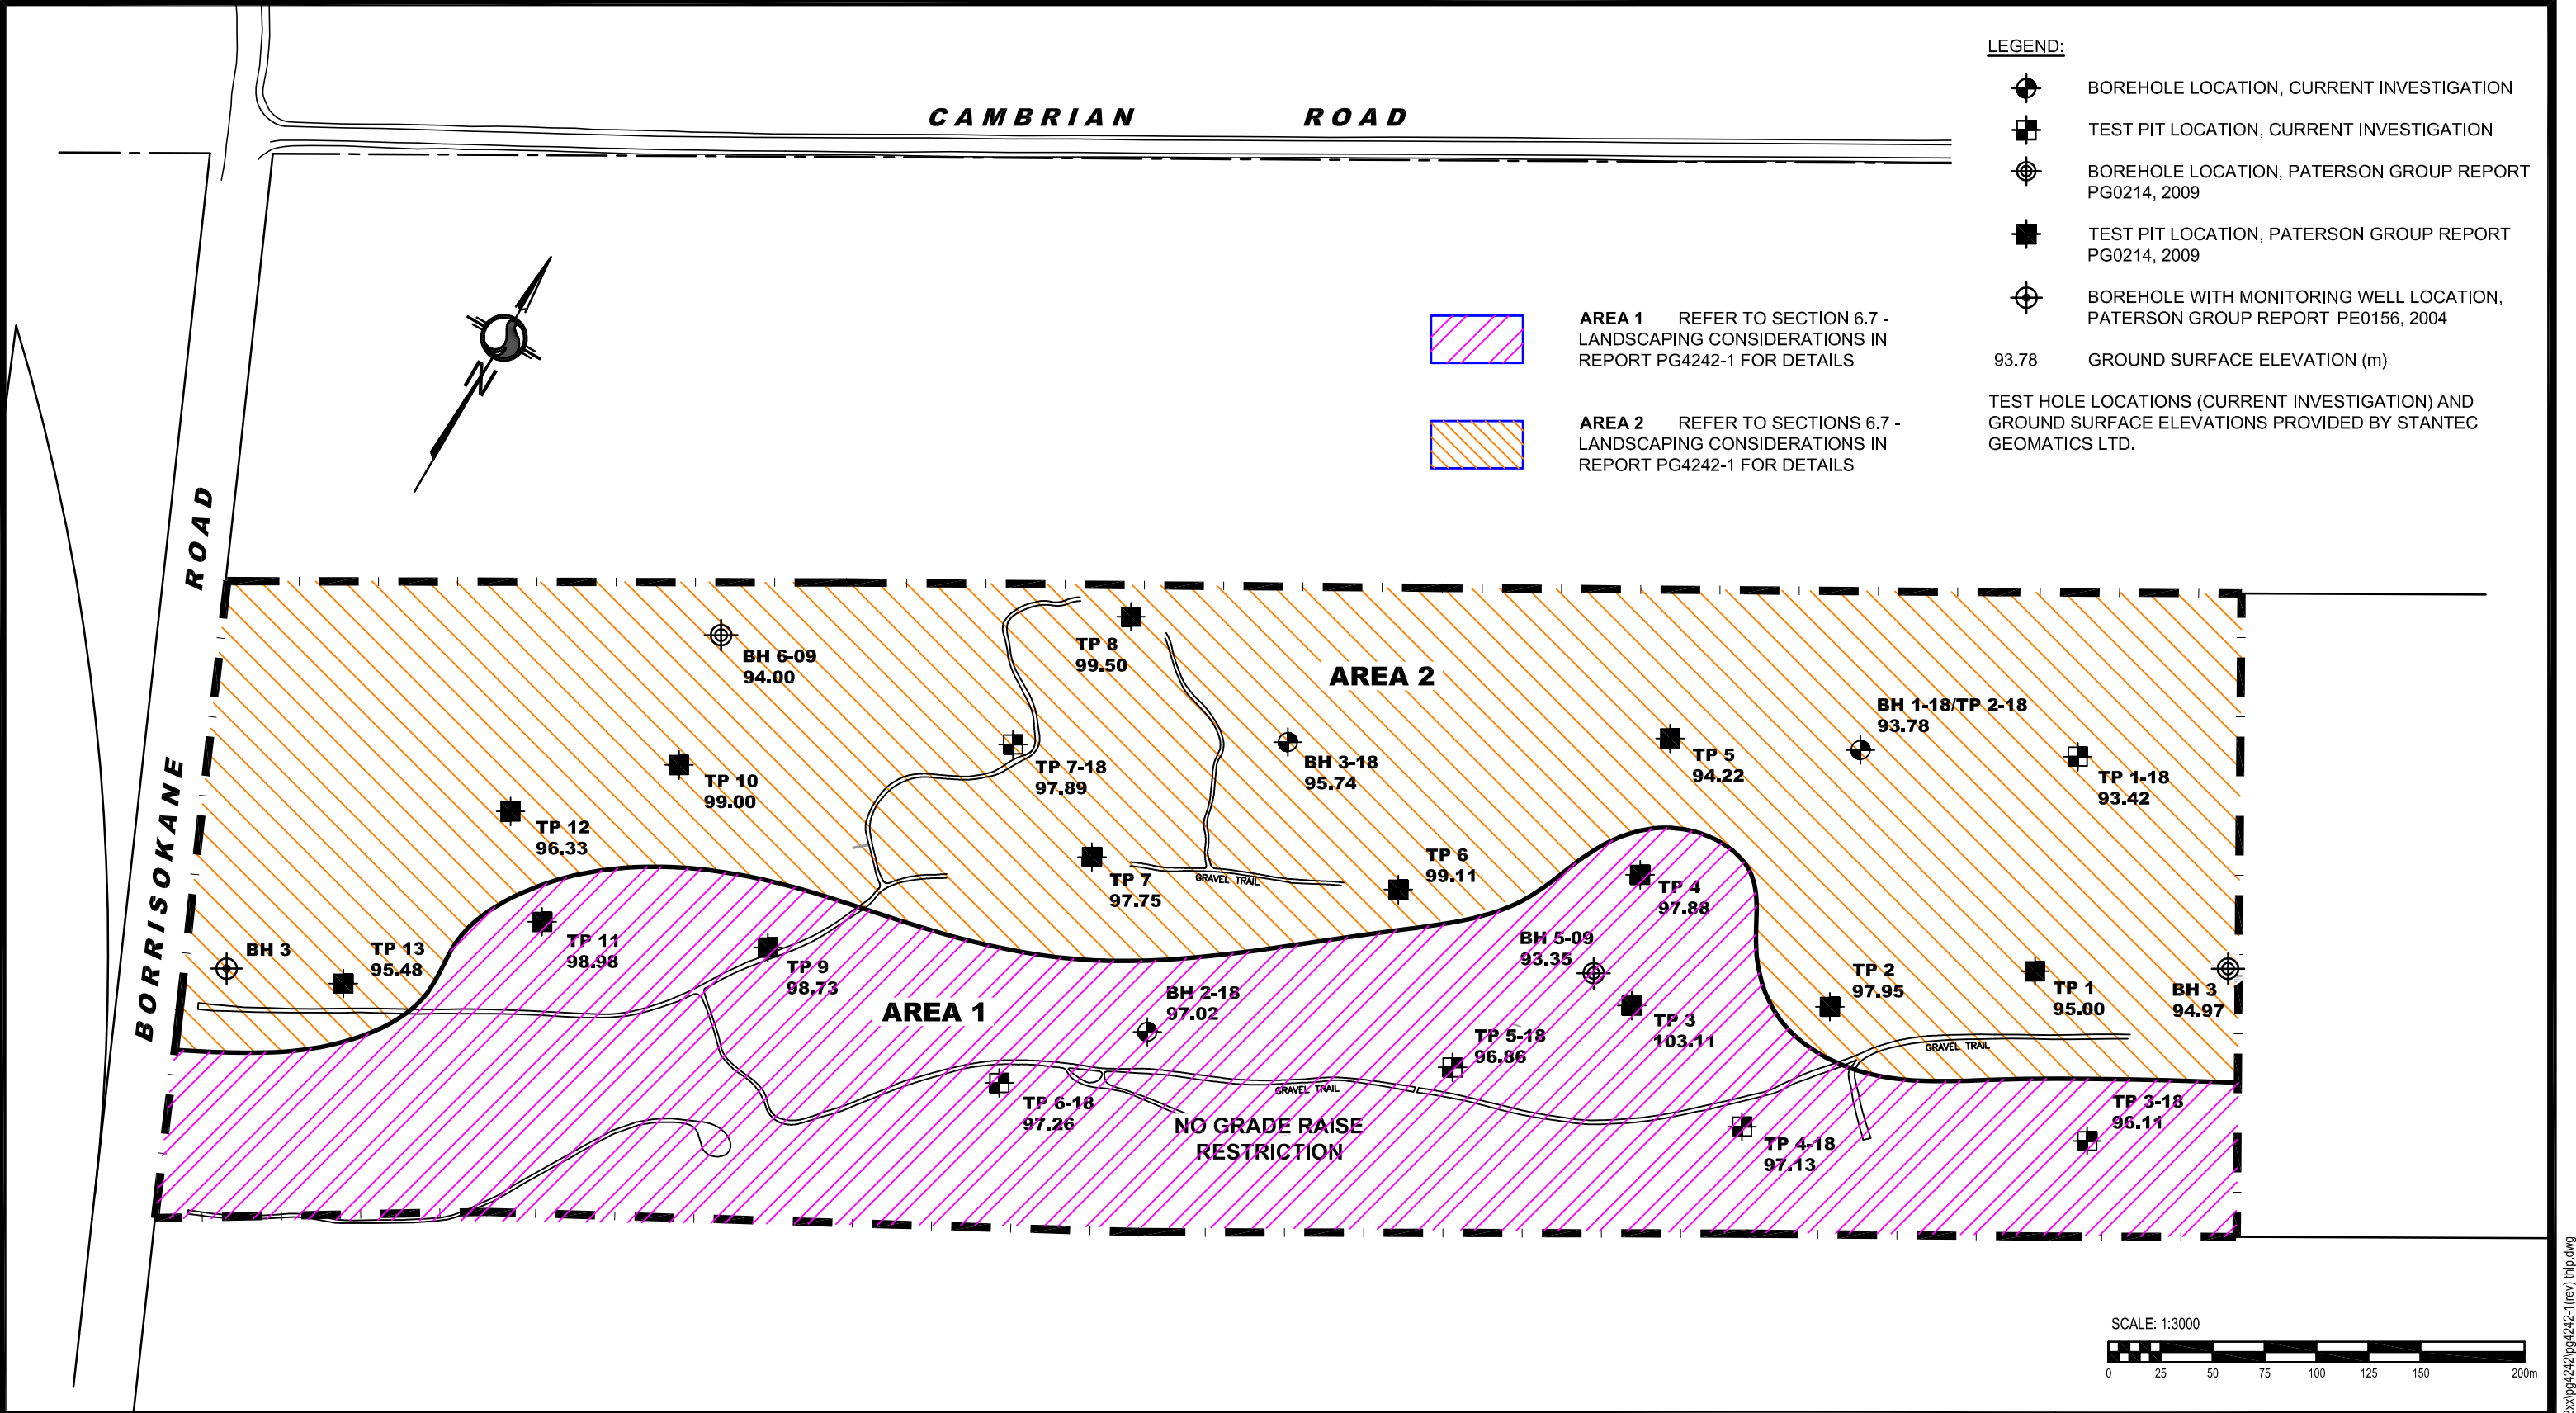 LEGEND:
BOREHOLE LOCATION, CURRENT INVESTIGATION
TEST PIT LOCATION, CURRENT INVESTIGATION
BOREHOLE LOCATION, PATERSON GROUP REPORT
PG0214, 2009
TEST PIT LOCATION, PATERSON GROUP REPORT
PG0214, 2009
BOREHOLE WITH MONITORING WELL LOCATION,
PATERSON GROUP REPORT PE0156, 2004
93.78 GROUND SURFACE ELEVATION (m)
TEST HOLE LOCATIONS (CURRENT INVESTIGATION) AND
GROUND SURFACE ELEVATIONS PROVIDED BY STANTEC
GEOMATICS LTD.
CAMBRIAN ROAD
AREA 1 REFER TO SECTION 6.7 -
LANDSCAPING CONSIDERATIONS IN
REPORT PG4242-1 FOR DETAILS
AREA 2 REFER TO SECTIONS 6.7 -
LANDSCAPING CONSIDERATIONS IN
REPORT PG4242-1 FOR DETAILS
N
BORRISOKANE ROAD
BH 6-09
94.00
TP 8
99.50
AREA 2
BH 1-18/TP 2-18
93.78
TP 10
99.00
TP 7-18
97.89
BH 3-18
95.74
TP 5
94.22
TP 1-18
93.42
TP 12
96.33
TP 7
97.75
GRAVEL TRAIL
TP 6
99.11
TP 4
97.88
BH 3
TP 13
95.48
TP 11
98.98
TP 9
98.73
AREA 1
BH 2-18
97.02
BH 5-09
93.35
TP 3
103.11
TP 2
97.95
TP 1
95.00
BH 3
94.97
TP 5-18
96.86
GRAVEL TRAIL
GRAVEL TRAIL
TP 6-18
97.26
NO GRADE RAISE
RESTRICTION
TP 4-18
97.13
TP 3-18
96.11
SCALE: 1:3000
0 25 50 75 100 125 150 200m
\pg4242\pg4242-1(rev) thlp.dwg